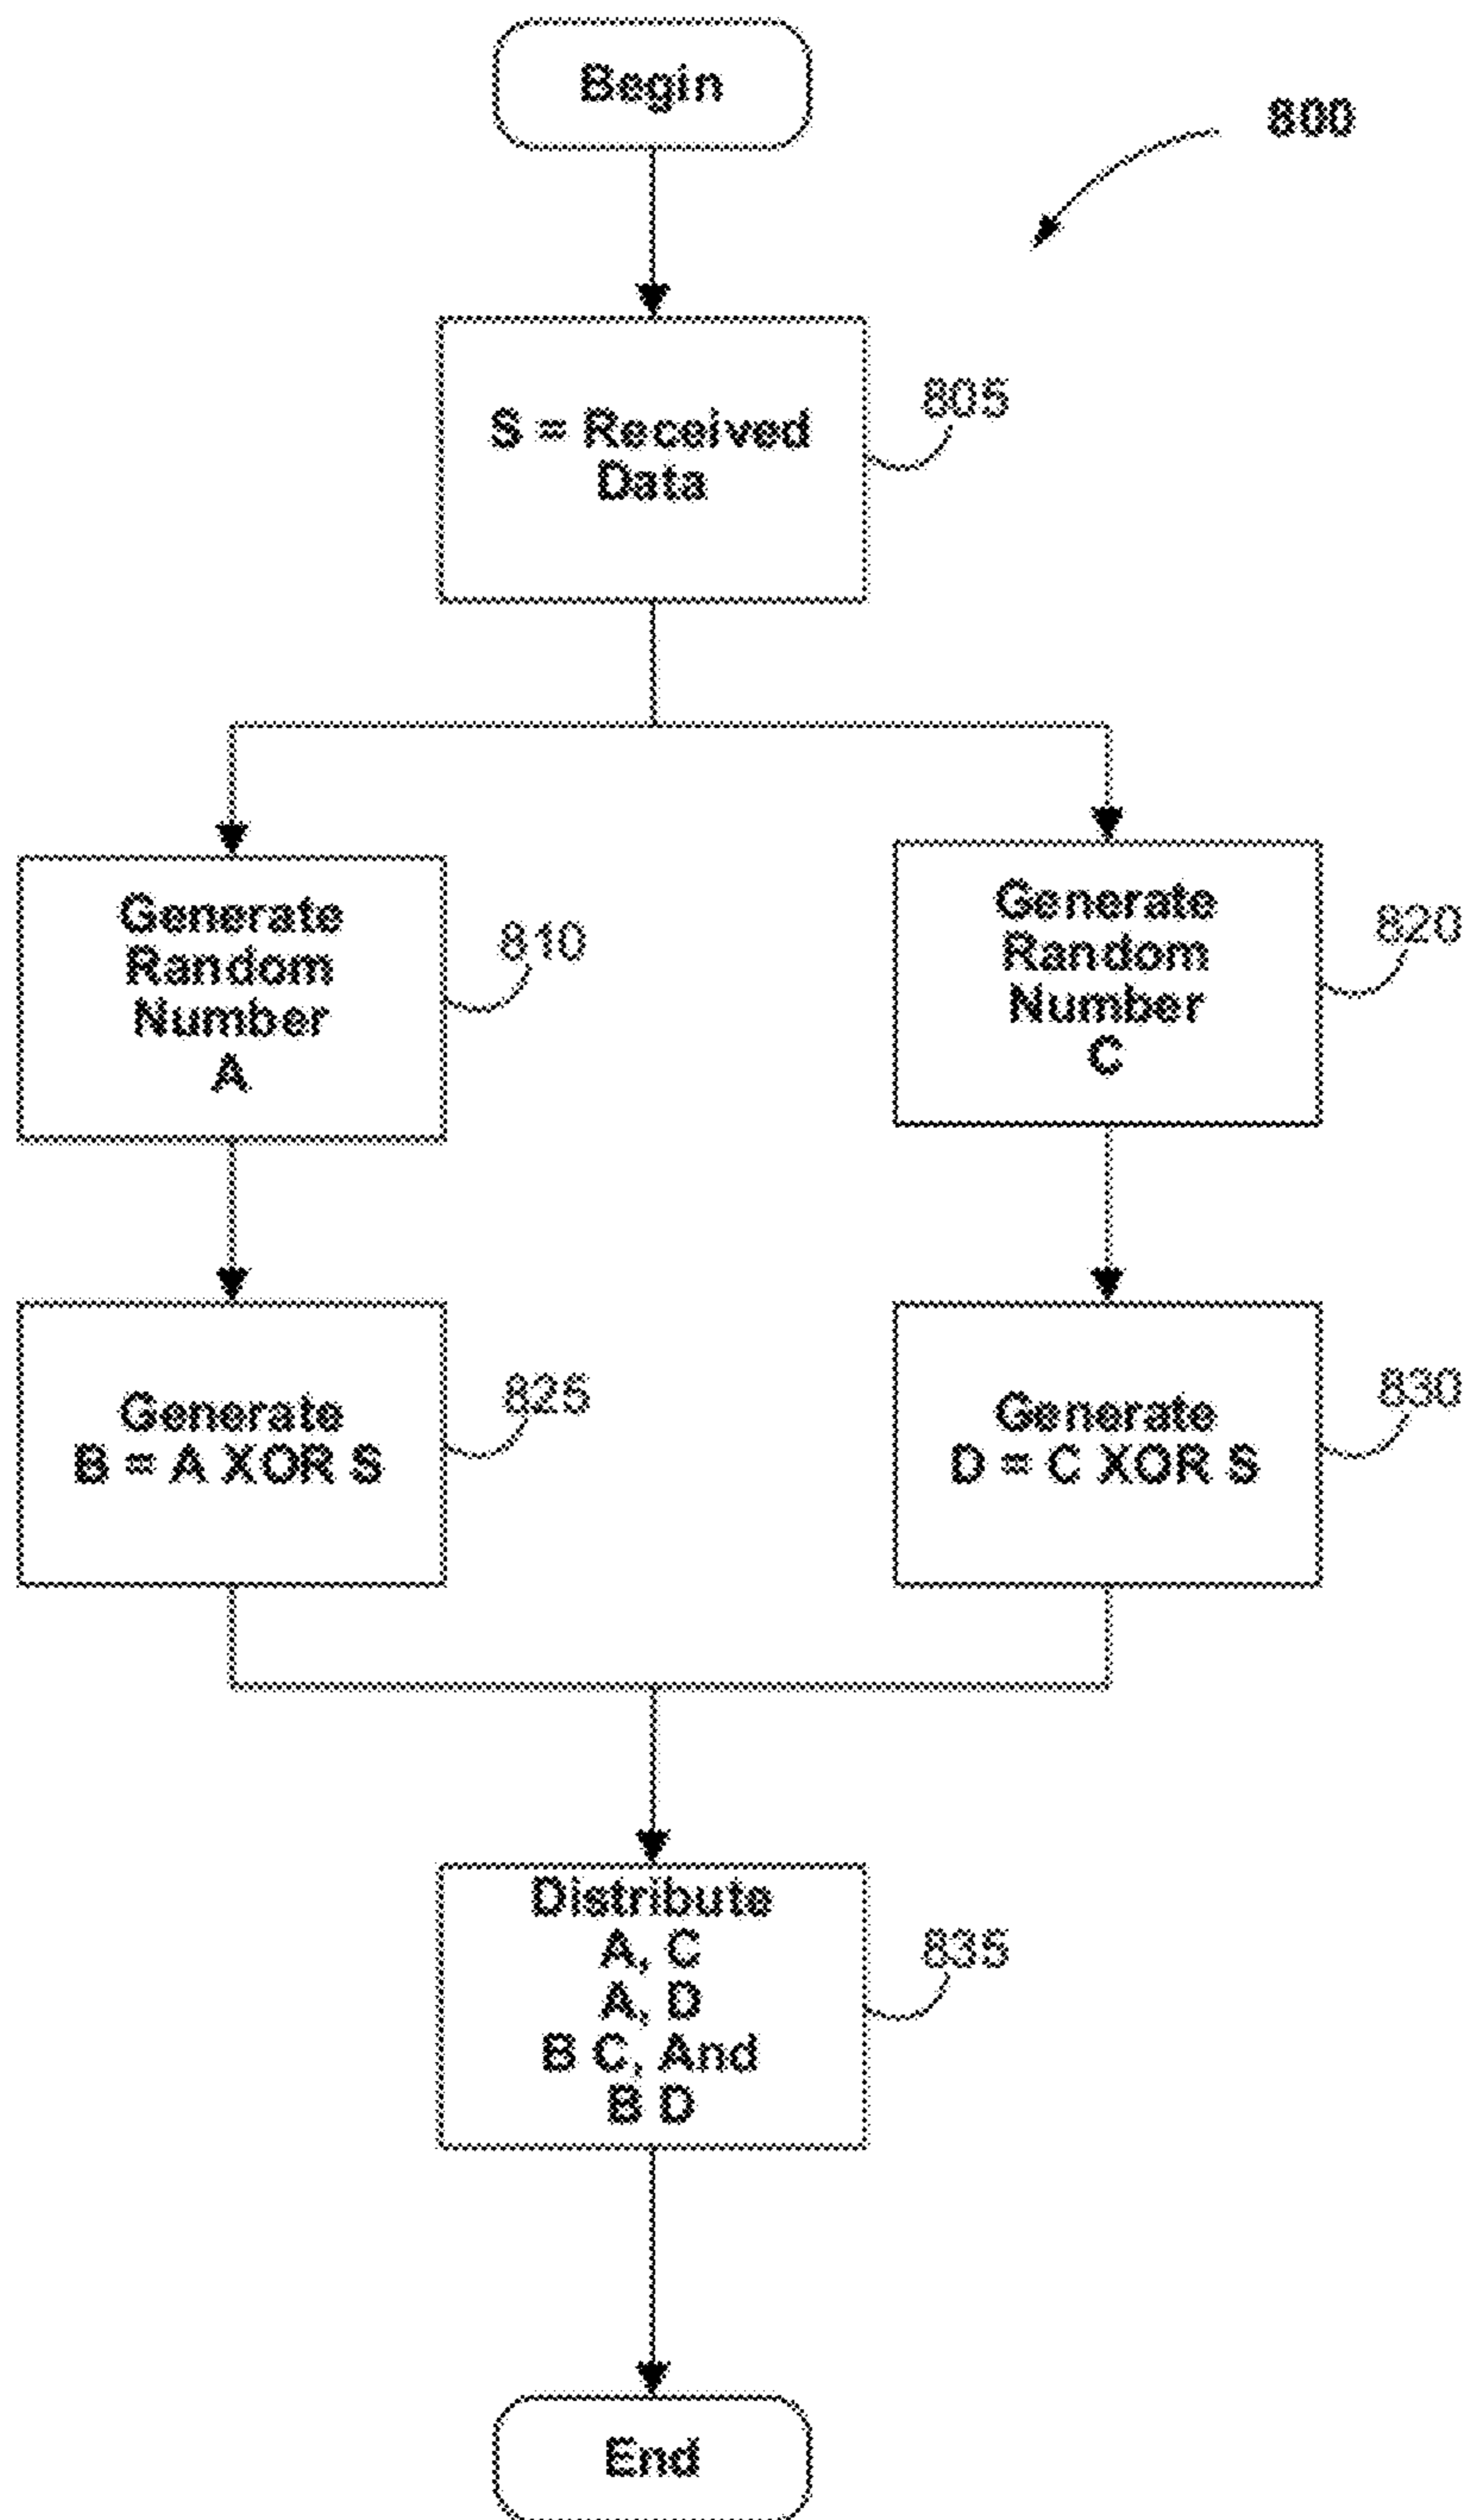 Begin
800
S = Received
Data
805
Generate
Random
Number
A
810
Generate
Random
Number
C
820
Generate
B = A XOR S
825
Generate
D = C XOR S
830
Distribute
A, C
A, D
B C, And
B D
835
End